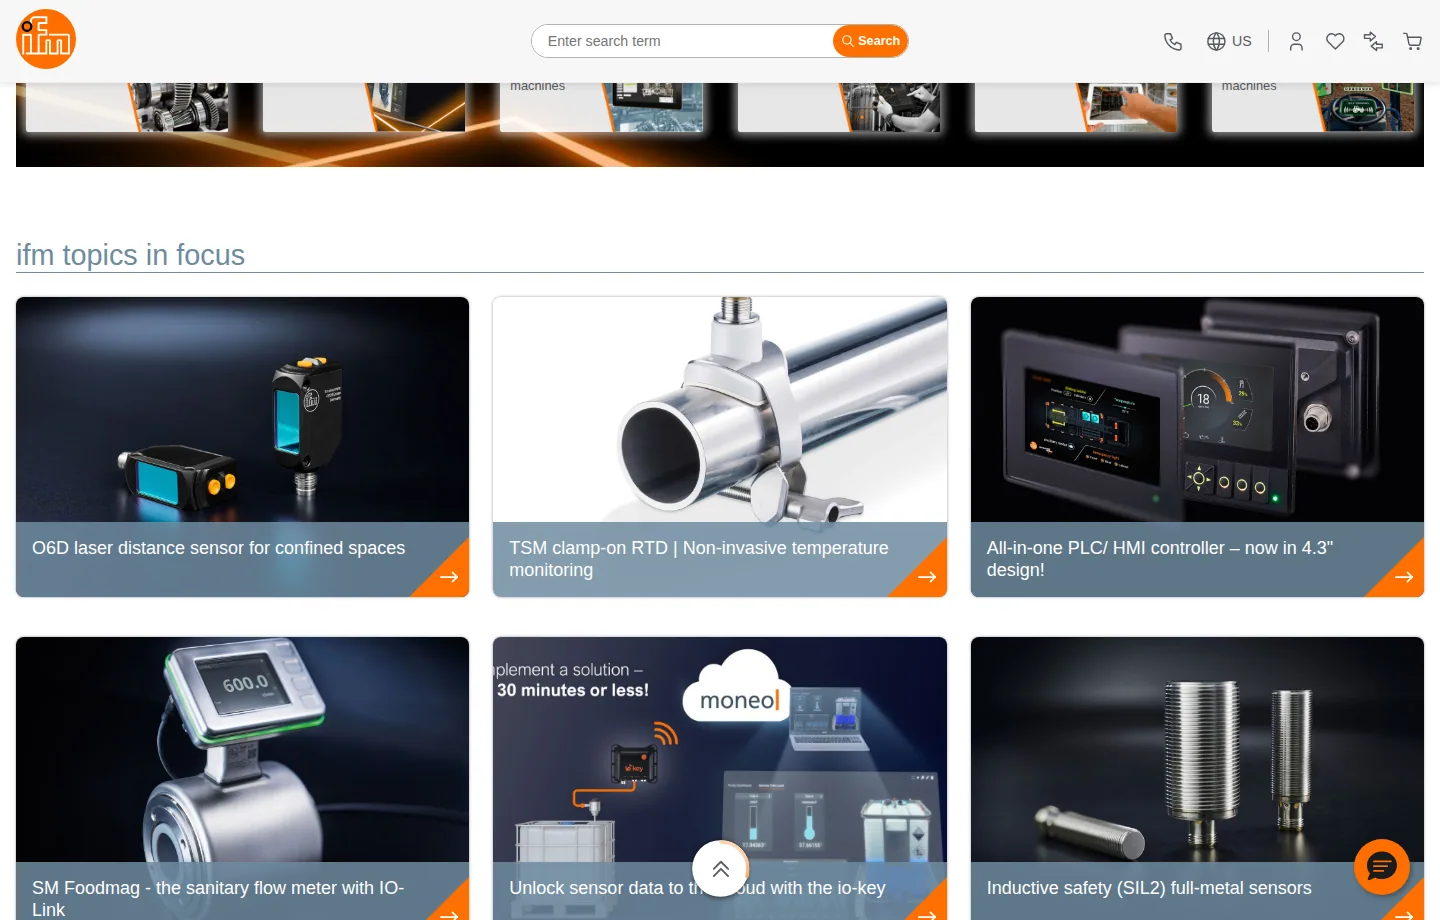 ifm
Enter search term
Search
US
machines
machines
ifm topics in focus
O6D laser distance sensor for confined spaces
TSM clamp-on RTD | Non-invasive temperature
monitoring
18
All-in-one PLC/ HMI controller – now in 4.3"
design!
600.0
SM Foodmag - the sanitary flow meter with IO-
Link
plement a solution –
30 minutes or less!
moneo
io key
Unlock sensor data to th
oud with the io-key
Inductive safety (SIL2) full-metal sensors